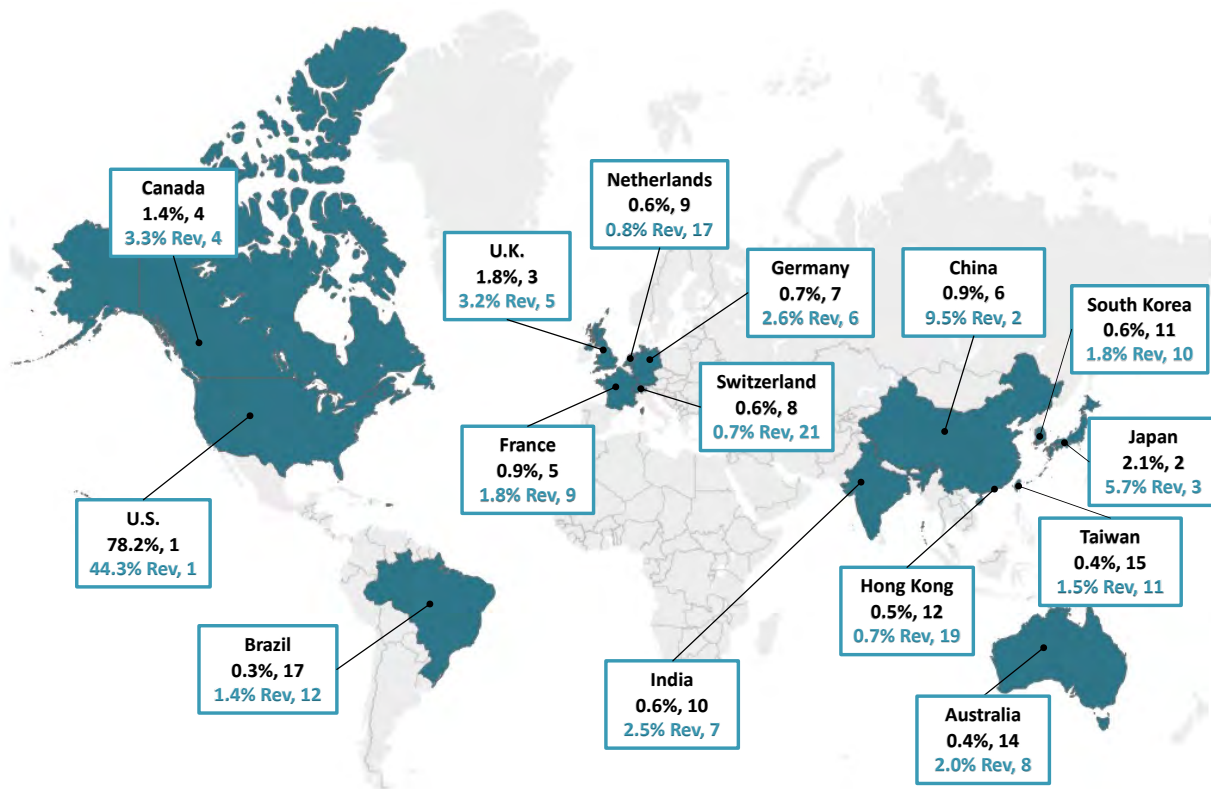 Canada
1.4%, 4
3.3% Rev, 4
Netherlands
0.6%, 9
0.8% Rev, 17
U.K.
1.8%, 3
3.2% Rev, 5
Germany
0.7%, 7
2.6% Rev, 6
China
0.9%, 6
9.5% Rev, 2
South Korea
0.6%, 11
1.8% Rev, 10
Switzerland
0.6%, 8
0.7% Rev, 21
France
0.9%, 5
1.8% Rev, 9
Japan
2.1%, 2
5.7% Rev, 3
U.S.
78.2%, 1
44.3% Rev, 1
Taiwan
0.4%, 15
1.5% Rev, 11
Hong Kong
0.5%, 12
0.7% Rev, 19
Brazil
0.3%, 17
1.4% Rev, 12
India
0.6%, 10
2.5% Rev, 7
Australia
0.4%, 14
2.0% Rev, 8